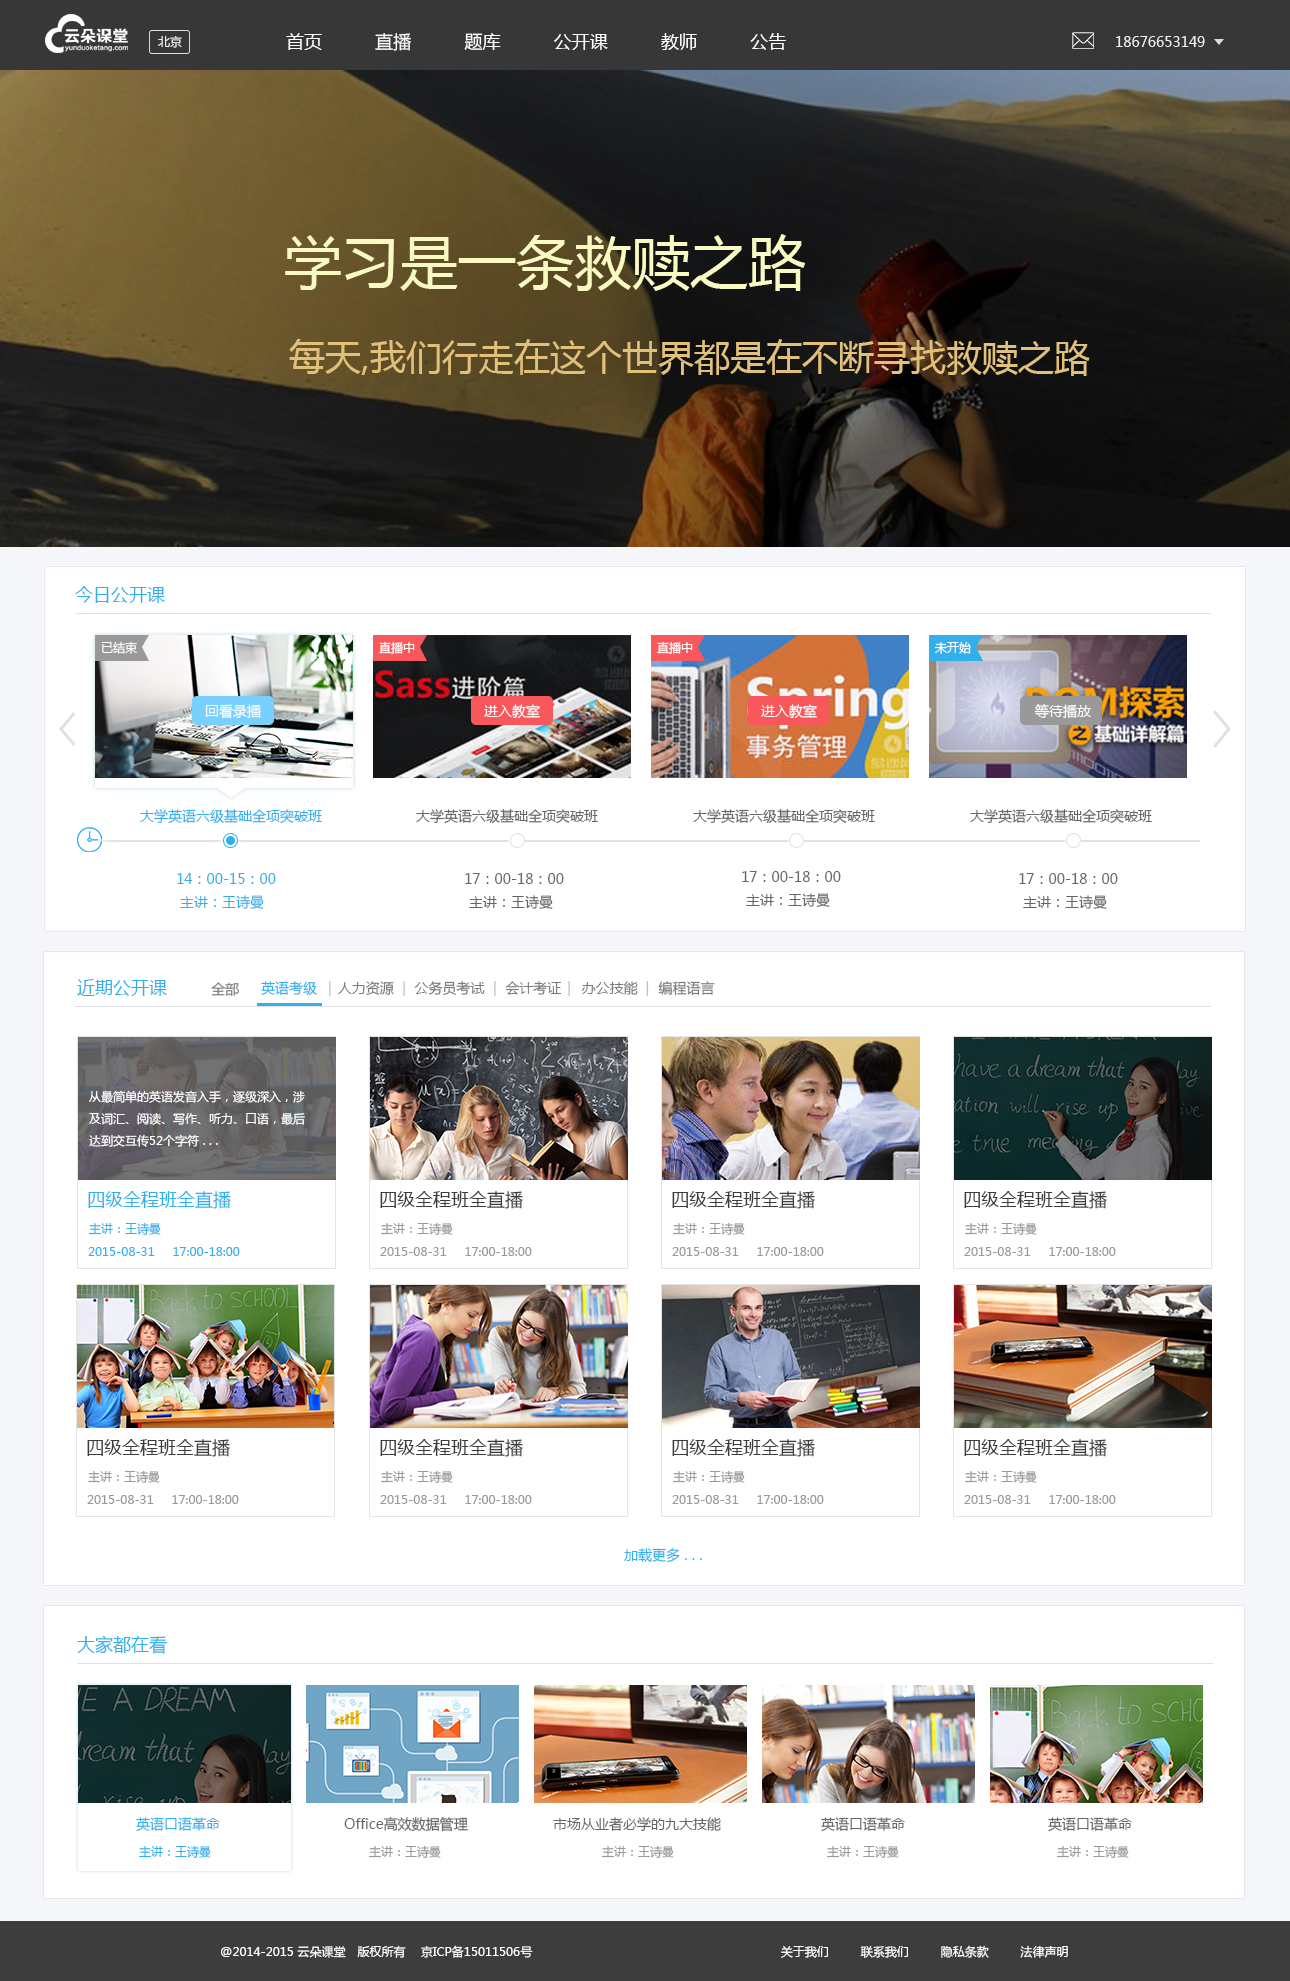 云朵课堂
yunduoketang.com
北京
首页 直播 题库 公开课 教师 公告
18676653149
学习是一条救赎之路
每天,我们行走在这个世界都是在不断寻找救赎之路
今日公开课
已结束 直播中 直播中 未开始
Sass进阶篇
Spring
事务管理
DOM探索
之基础详解篇
回看录播 进入教室 进入教室 等待播放
大学英语六级基础全项突破班 大学英语六级基础全项突破班 大学英语六级基础全项突破班 大学英语六级基础全项突破班
14：00-15：00 17：00-18：00 17：00-18：00 17：00-18：00
主讲：王诗曼 主讲：王诗曼 主讲：王诗曼 主讲：王诗曼
近期公开课 全部 英语考级 | 人力资源 | 公务员考试 | 会计考证 | 办公技能 | 编程语言
从最简单的英语发音入手，逐级深入，涉
及词汇、阅读、写作、听力、口语，最后
达到交互传52个字符 . . .
have a dream that day
ation will rise up live
true
四级全程班全直播 四级全程班全直播 四级全程班全直播 四级全程班全直播
主讲：王诗曼 主讲：王诗曼 主讲：王诗曼 主讲：王诗曼
2015-08-31 17:00-18:00 2015-08-31 17:00-18:00 2015-08-31 17:00-18:00 2015-08-31 17:00-18:00
Back to SCHOOL
四级全程班全直播 四级全程班全直播 四级全程班全直播 四级全程班全直播
主讲：王诗曼 主讲：王诗曼 主讲：王诗曼 主讲：王诗曼
2015-08-31 17:00-18:00 2015-08-31 17:00-18:00 2015-08-31 17:00-18:00 2015-08-31 17:00-18:00
加载更多 . . .
大家都在看
VE A DREAM
dream that day
rise up
Back to SCHO
英语口语革命 Office高效数据管理 市场从业者必学的九大技能 英语口语革命 英语口语革命
主讲：王诗曼 主讲：王诗曼 主讲：王诗曼 主讲：王诗曼 主讲：王诗曼
@2014-2015 云朵课堂 版权所有 京ICP备15011506号 关于我们 联系我们 隐私条款 法律声明